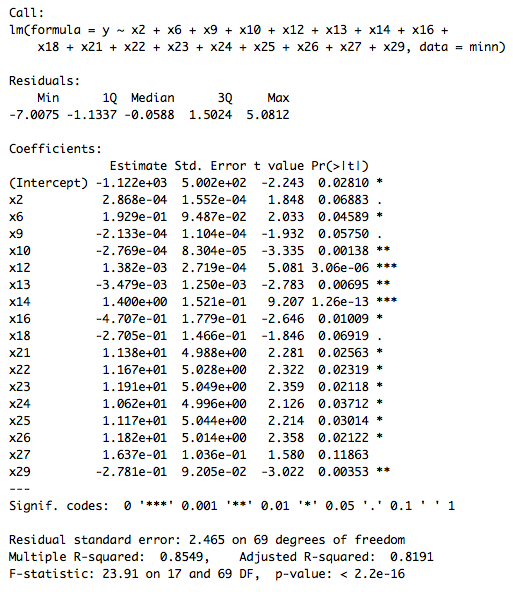 Call:
lm(formula = y ~ x2 + x6 + x9 + x10 + x12 + x13 + x14 + x16 +
    x18 + x21 + x22 + x23 + x24 + x25 + x26 + x27 + x29, data = minn)

Residuals:
    Min      1Q  Median      3Q     Max
-7.0075 -1.1337 -0.0588  1.5024  5.0812

Coefficients:
              Estimate Std. Error t value Pr(>|t|)
(Intercept) -1.122e+03  5.002e+02  -2.243  0.02810 *
x2           2.868e-04  1.552e-04   1.848  0.06883 .
x6           1.929e-01  9.487e-02   2.033  0.04589 *
x9          -2.133e-04  1.104e-04  -1.932  0.05750 .
x10         -2.769e-04  8.304e-05  -3.335  0.00138 **
x12          1.382e-03  2.719e-04   5.081 3.06e-06 ***
x13         -3.479e-03  1.250e-03  -2.783  0.00695 **
x14          1.400e+00  1.521e-01   9.207 1.26e-13 ***
x16         -4.707e-01  1.779e-01  -2.646  0.01009 *
x18         -2.705e-01  1.466e-01  -1.846  0.06919 .
x21          1.138e+01  4.988e+00   2.281  0.02563 *
x22          1.167e+01  5.028e+00   2.322  0.02319 *
x23          1.191e+01  5.049e+00   2.359  0.02118 *
x24          1.062e+01  4.996e+00   2.126  0.03712 *
x25          1.117e+01  5.044e+00   2.214  0.03014 *
x26          1.182e+01  5.014e+00   2.358  0.02122 *
x27          1.637e-01  1.036e-01   1.580  0.11863
x29         -2.781e-01  9.205e-02  -3.022  0.00353 **
---
Signif. codes:  0 '***' 0.001 '**' 0.01 '*' 0.05 '.' 0.1 ' ' 1

Residual standard error: 2.465 on 69 degrees of freedom
Multiple R-squared:  0.8549,    Adjusted R-squared:  0.8191
F-statistic: 23.91 on 17 and 69 DF,  p-value: < 2.2e-16